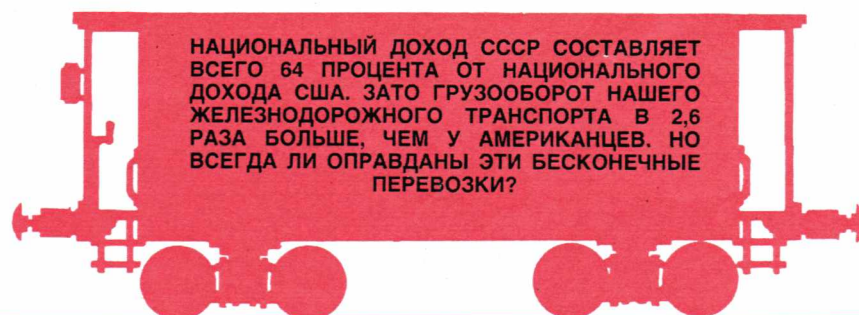 НАЦИОНАЛЬНЫЙ ДОХОД СССР СОСТАВЛЯЕТ
ВСЕГО 64 ПРОЦЕНТА ОТ НАЦИОНАЛЬНОГО
ДОХОДА США. ЗАТО ГРУЗООБОРОТ НАШЕГО
ЖЕЛЕЗНОДОРОЖНОГО ТРАНСПОРТА В 2,6
РАЗА БОЛЬШЕ, ЧЕМ У АМЕРИКАНЦЕВ. НО
ВСЕГДА ЛИ ОПРАВДАНЫ ЭТИ БЕСКОНЕЧНЫЕ
ПЕРЕВОЗКИ?